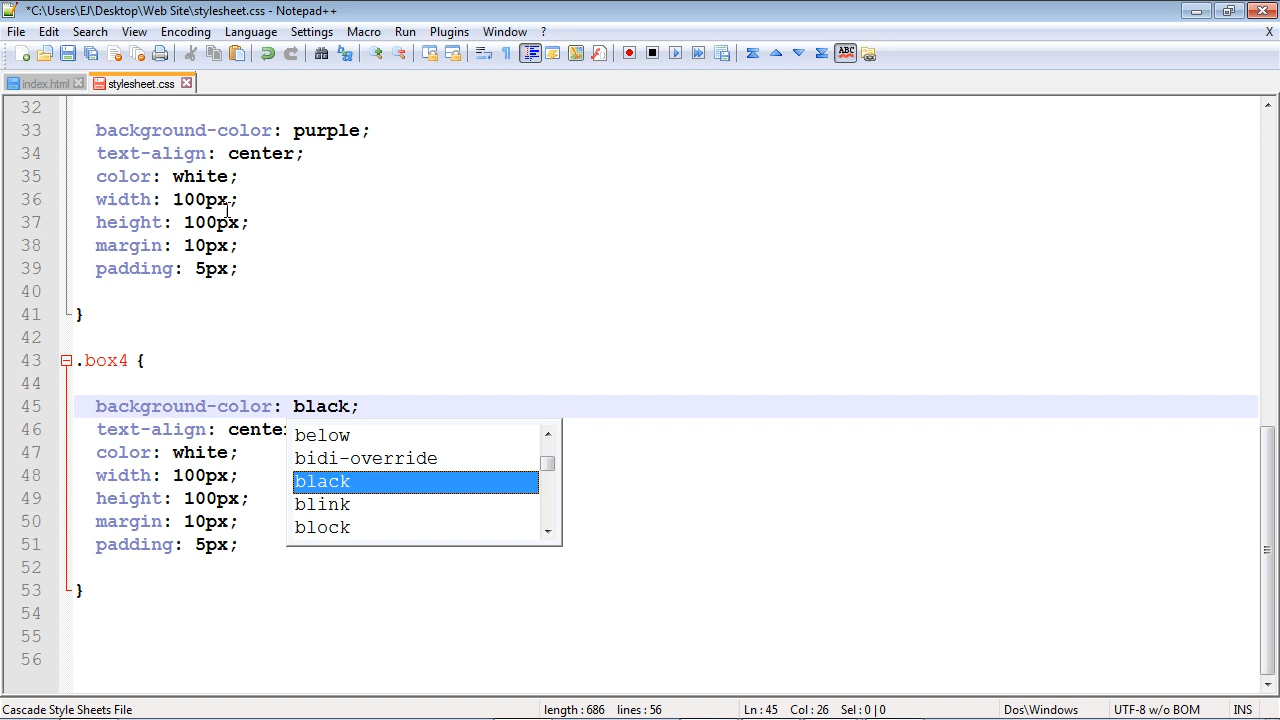 *C:\Users\EJ\Desktop\Web Site\stylesheet.css - Notepad++
File Edit Search View Encoding Language Settings Macro Run Plugins Window ? X
index.html stylesheet.css
32
33 background-color: purple;
34 text-align: center;
35 color: white;
36 width: 100px;
37 height: 100px;
38 margin: 10px;
39 padding: 5px;
40
41 }
42
43 .box4 {
44
45 background-color: black;
46 text-align: center
below
47 color: white;
bidi-override
48 width: 100px;
black
49 height: 100px;
blink
50 margin: 10px;
block
51 padding: 5px;
52
53 }
54
55
56
Cascade Style Sheets File length : 686 lines : 56 Ln : 45 Col : 26 Sel : 0 | 0 Dos\Windows UTF-8 w/o BOM INS